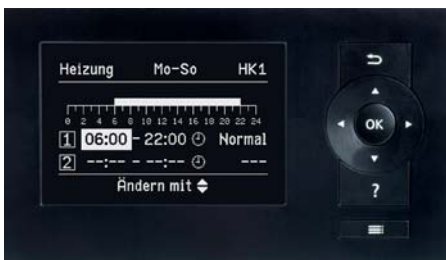 Heizung Mo-So HK1
0 2 4 6 8 10 12 14 16 18 20 22 24
1 06:00 - 22:00 Normal
2 --:-- - --:-- ---
Ändern mit
OK
?